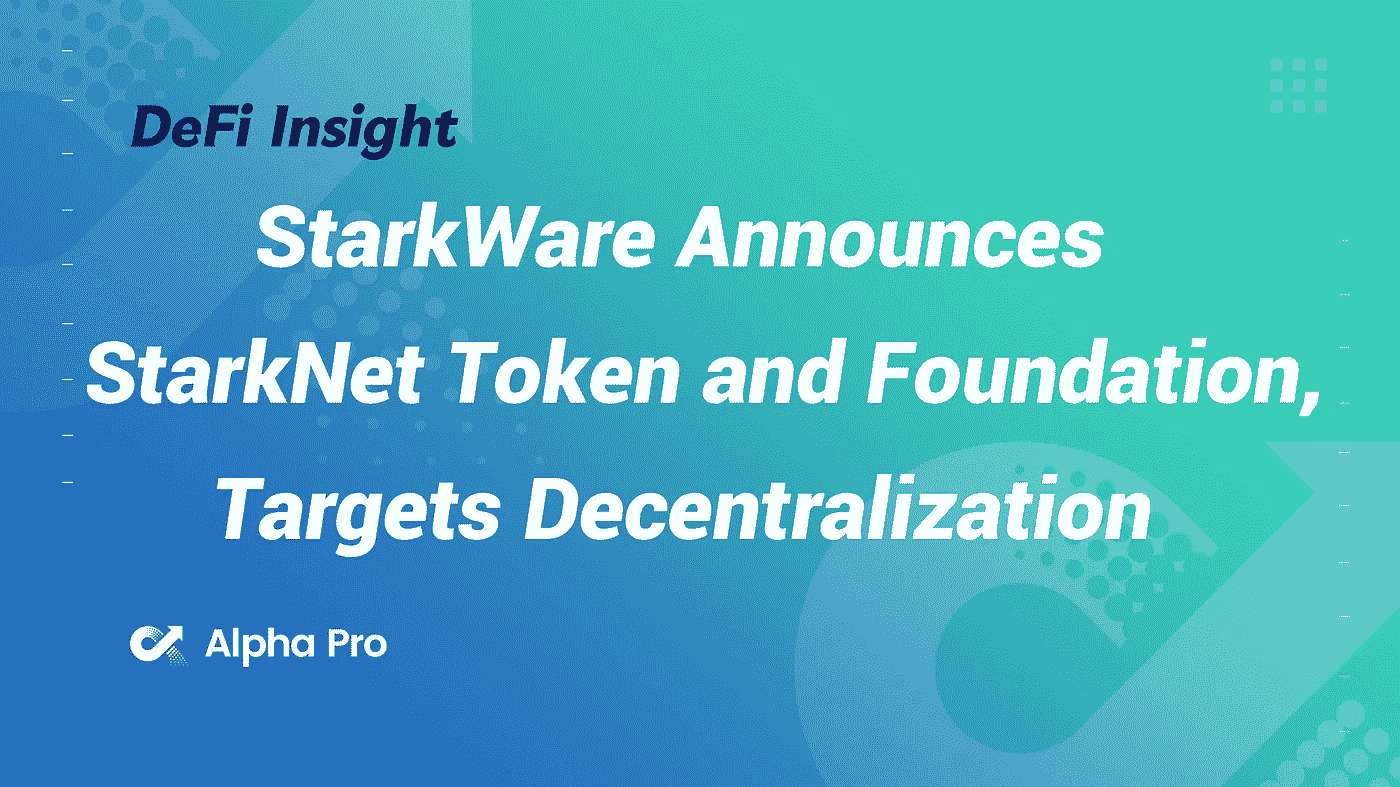 DeFi Insight
StarkWare Announces
StarkNet Token and Foundation,
Targets Decentralization
Alpha Pro